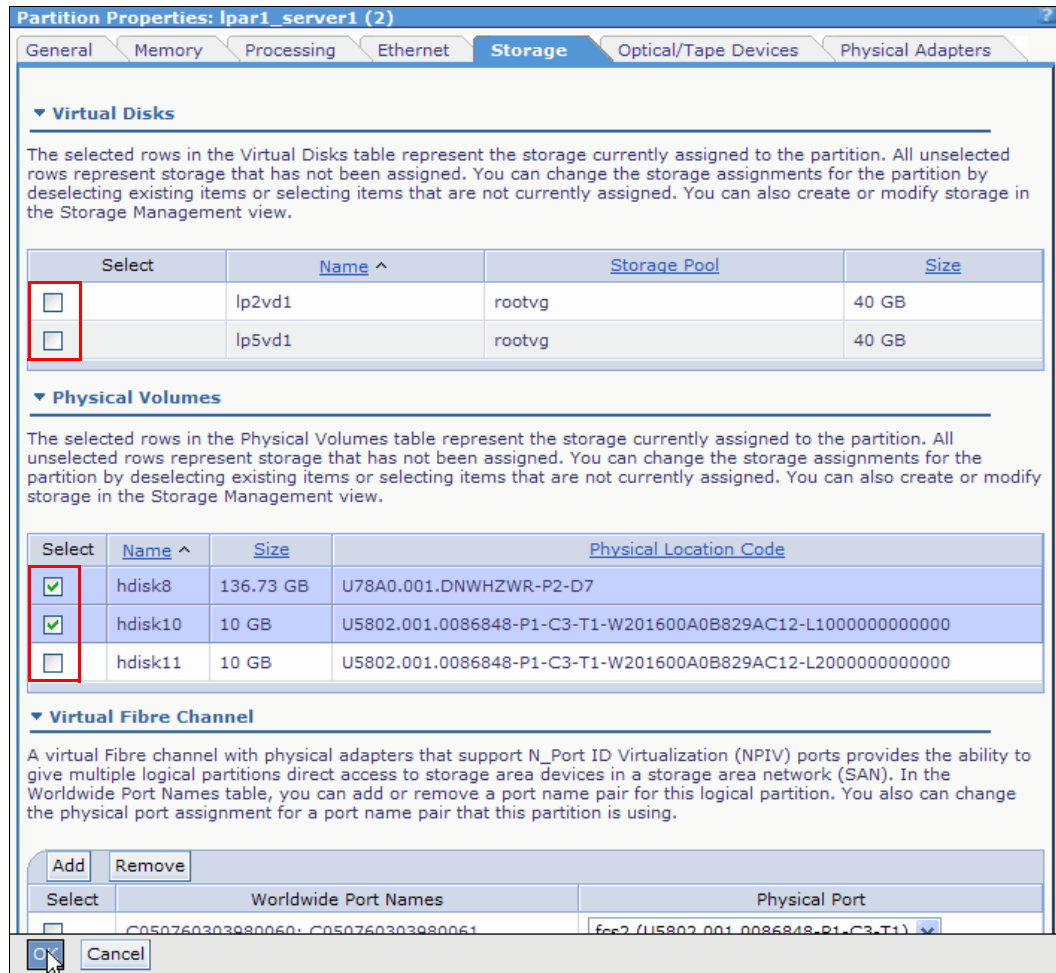 Partition Properties: lpar1_server1 (2) ?
General Memory Processing Ethernet Storage Optical/Tape Devices Physical Adapters
Virtual Disks
The selected rows in the Virtual Disks table represent the storage currently assigned to the partition. All unselected
rows represent storage that has not been assigned. You can change the storage assignments for the partition by
deselecting existing items or selecting items that are not currently assigned. You can also create or modify storage in
the Storage Management view.
Select Name ^ Storage Pool Size
lp2vd1 rootvg 40 GB
lp5vd1 rootvg 40 GB
Physical Volumes
The selected rows in the Physical Volumes table represent the storage currently assigned to the partition. All
unselected rows represent storage that has not been assigned. You can change the storage assignments for the
partition by deselecting existing items or selecting items that are not currently assigned. You can also create or modify
storage in the Storage Management view.
Select Name ^ Size Physical Location Code
hdisk8 136.73 GB U78A0.001.DNWHZWR-P2-D7
hdisk10 10 GB U5802.001.0086848-P1-C3-T1-W201600A0B829AC12-L1000000000000
hdisk11 10 GB U5802.001.0086848-P1-C3-T1-W201600A0B829AC12-L2000000000000
Virtual Fibre Channel
A virtual Fibre channel with physical adapters that support N_Port ID Virtualization (NPIV) ports provides the ability to
give multiple logical partitions direct access to storage area devices in a storage area network (SAN). In the
Worldwide Port Names table, you can add or remove a port name pair for this logical partition. You also can change
the physical port assignment for a port name pair that this partition is using.
Add Remove
Select Worldwide Port Names Physical Port
C050760303980060; C050760303980061 fcs2 (U5802.001.0086848-P1-C3-T1)
OK Cancel